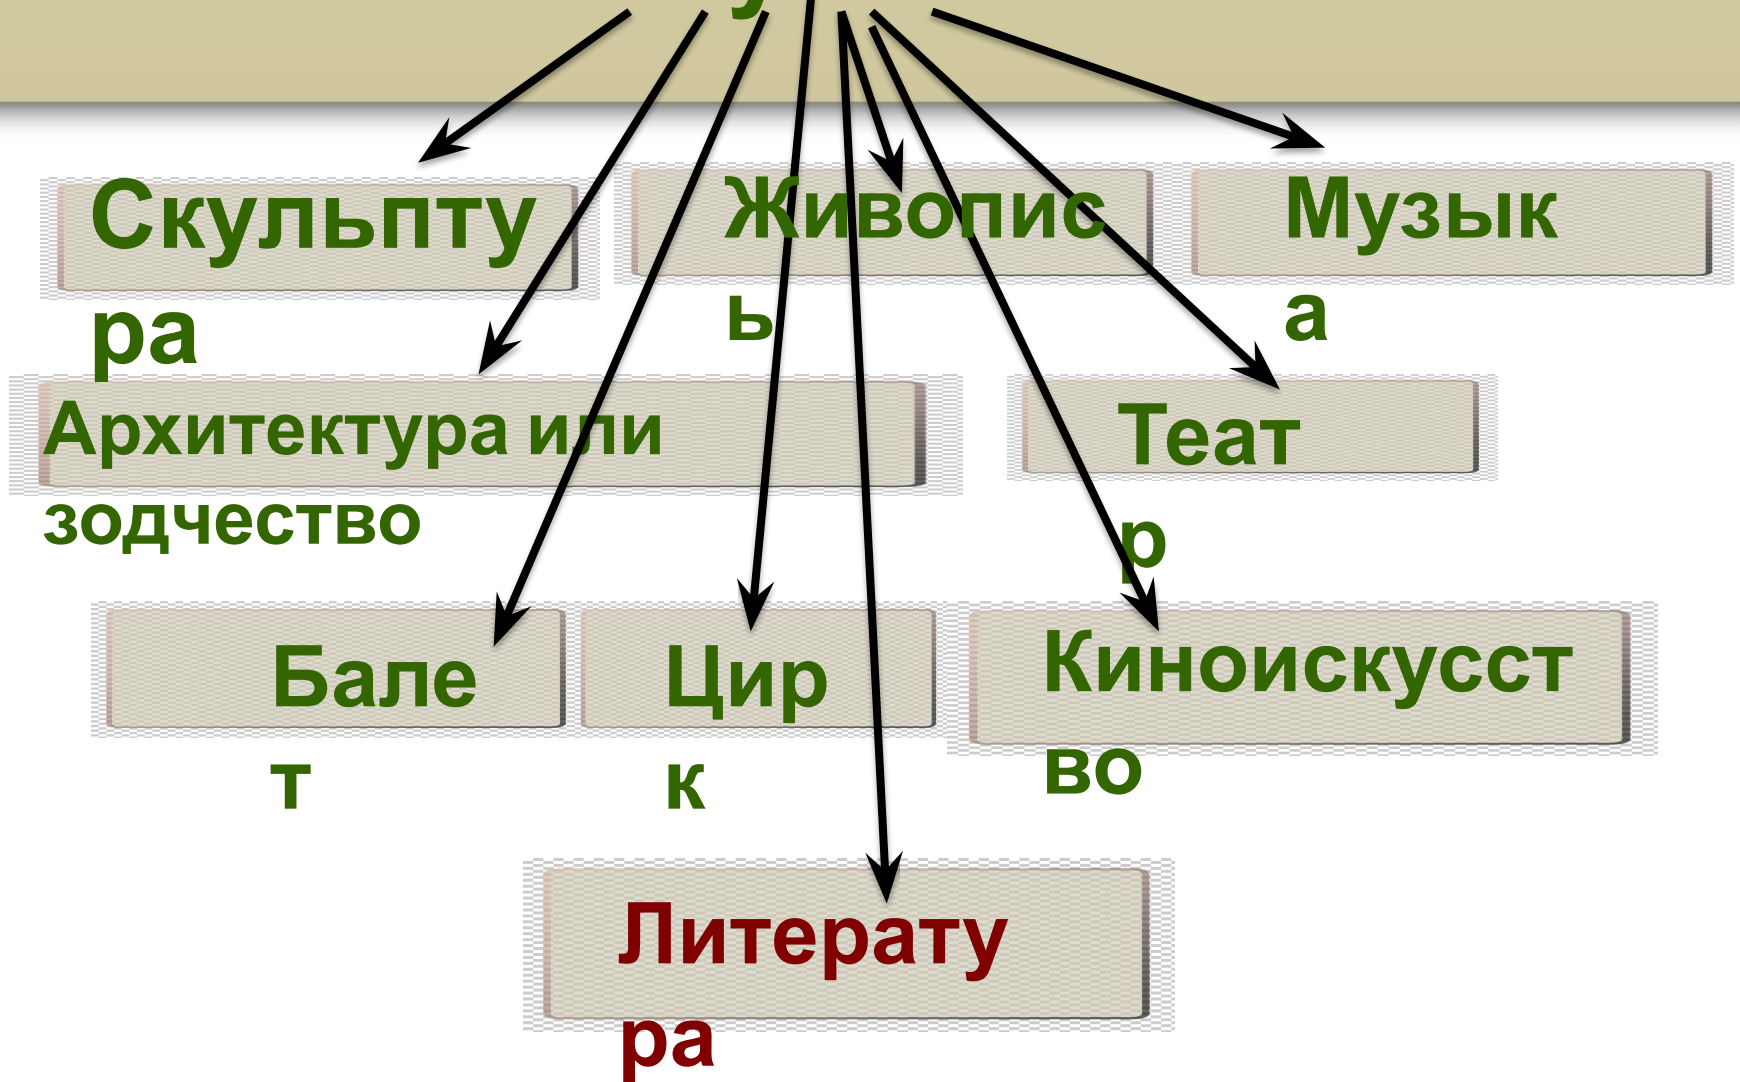 Скульпту
ра
Живопис
ь
Музык
а
Архитектура или
зодчество
Теат
р
Бале
т
Цир
к
Киноискусст
во
Литерату
ра